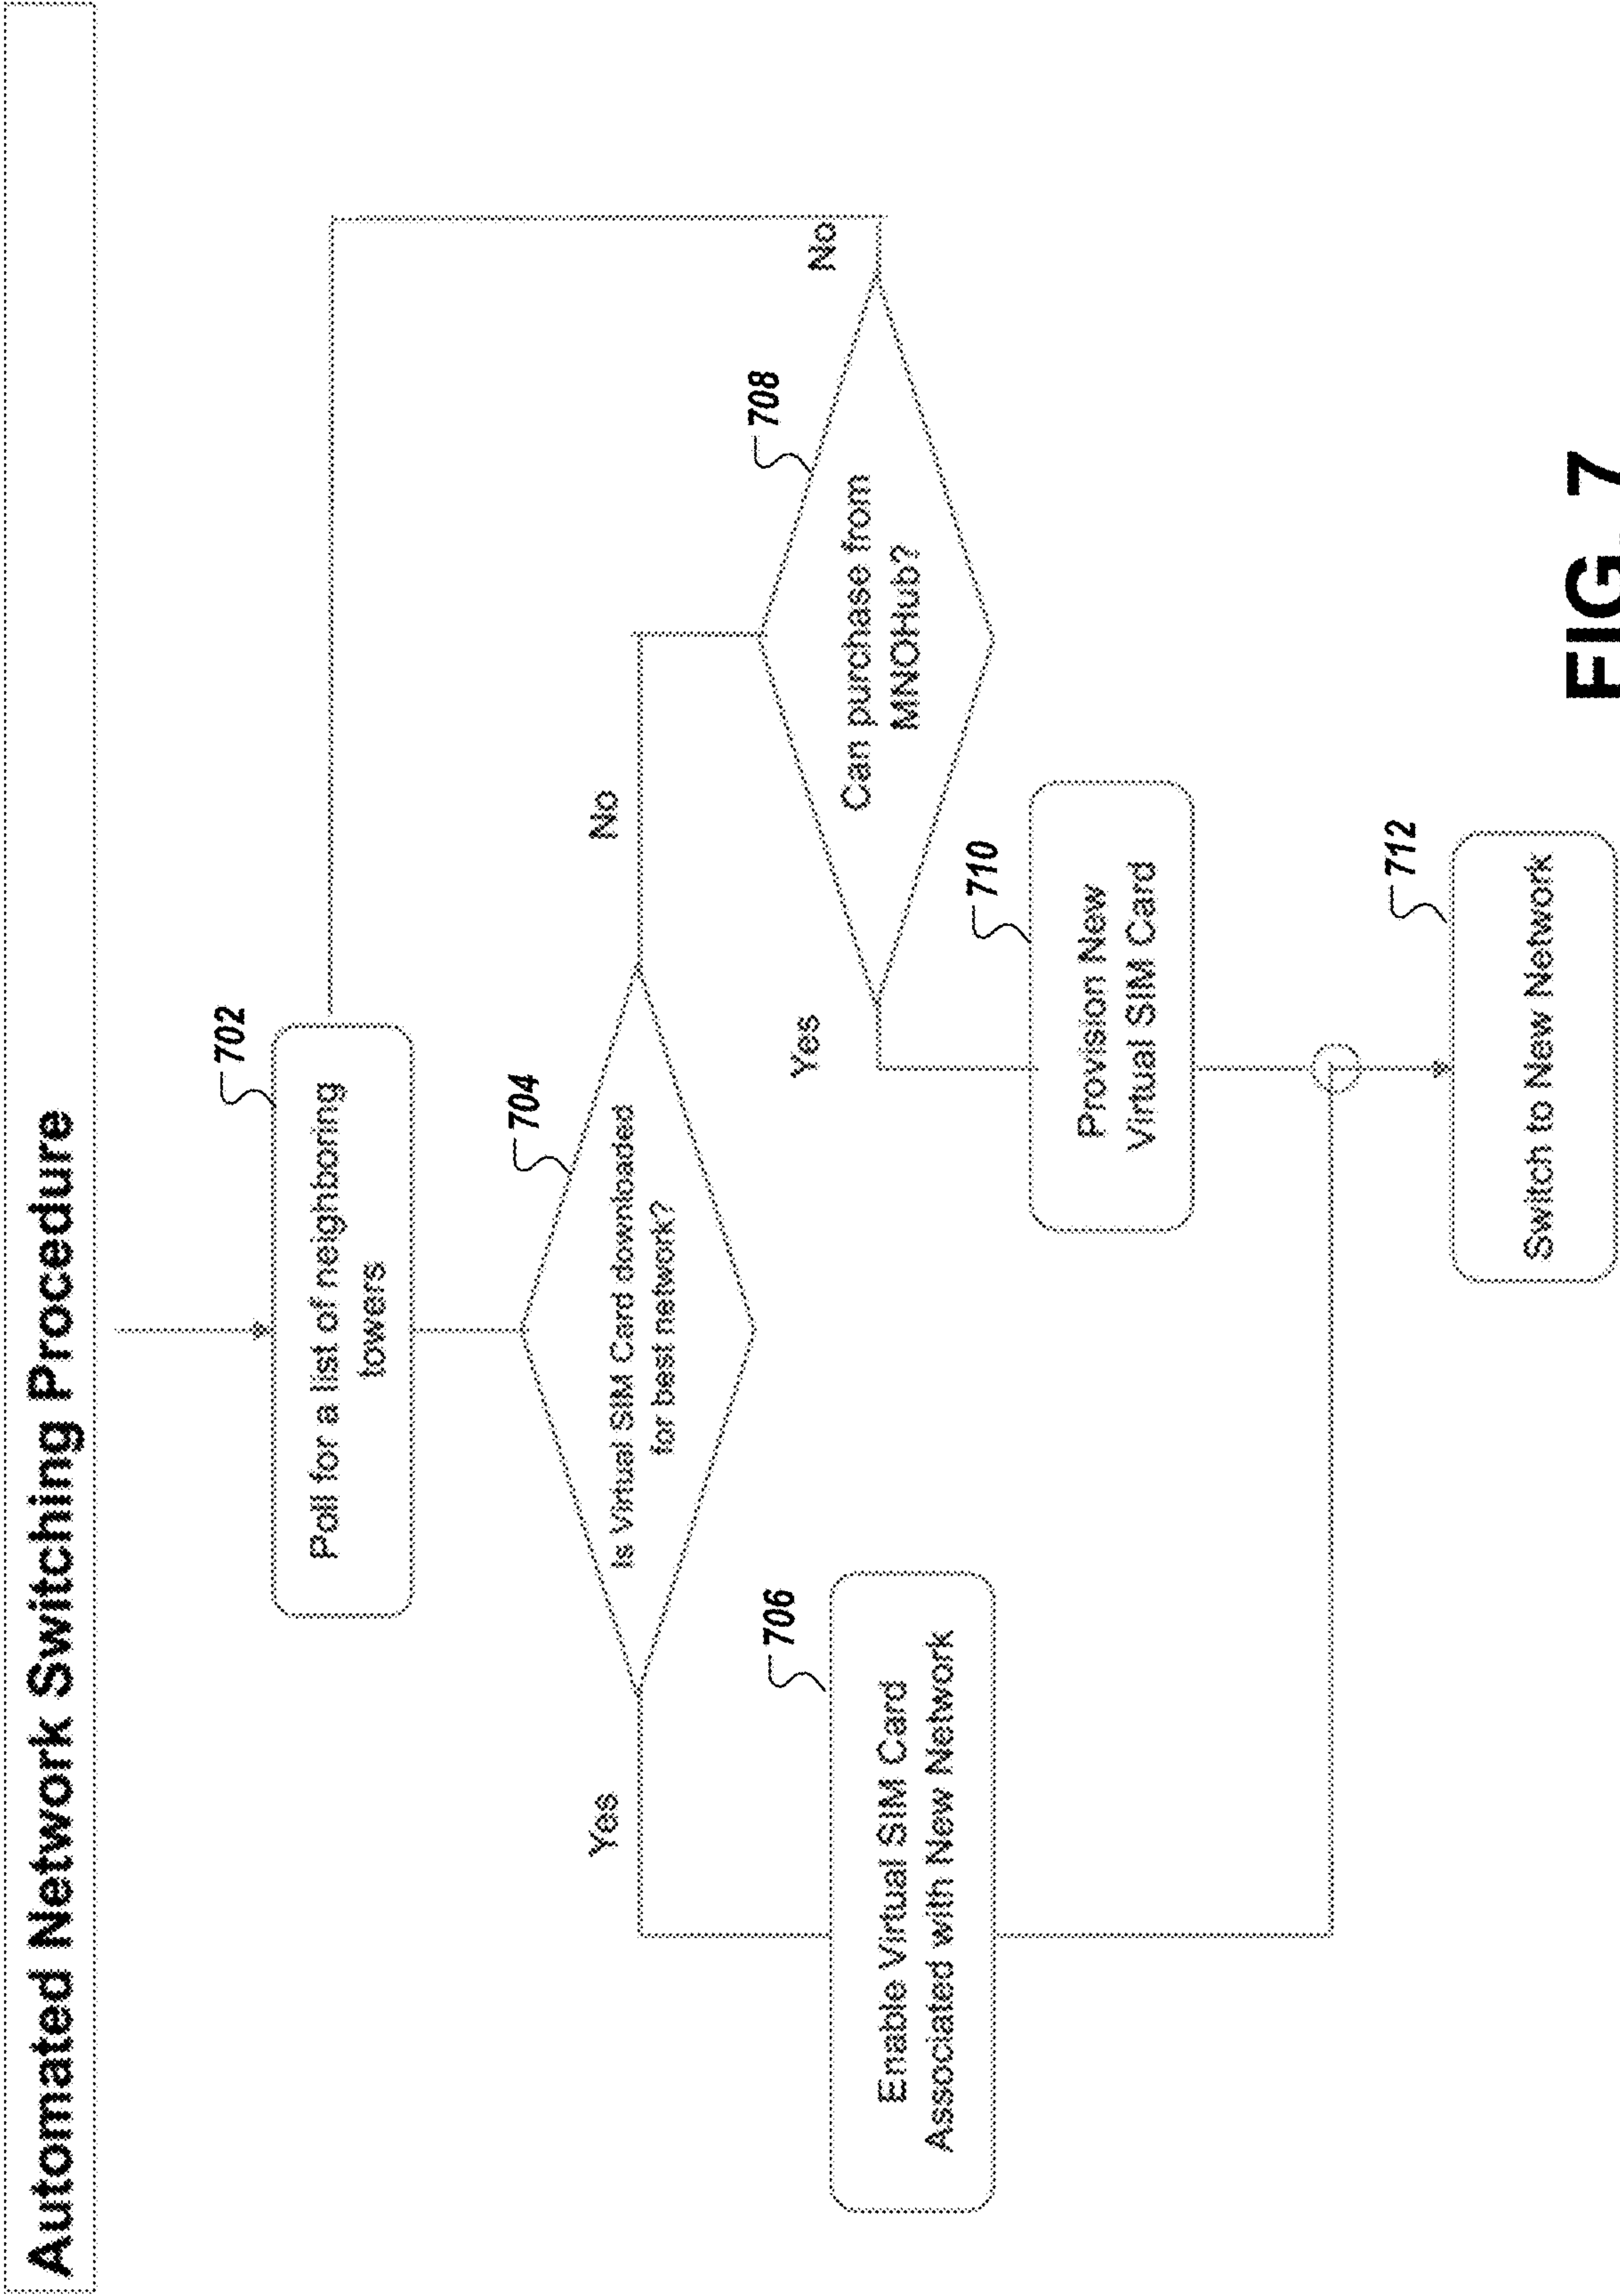 Automated Network Switching Procedure
702
Poll for a list of neighboring
towers
704
Is Virtual SIM Card downloaded
for best network?
Yes
No
706
Enable Virtual SIM Card
Associated with New Network
708
Can purchase from
MNOHub?
Yes
No
710
Provision New
Virtual SIM Card
712
Switch to New Network
FIG. 7